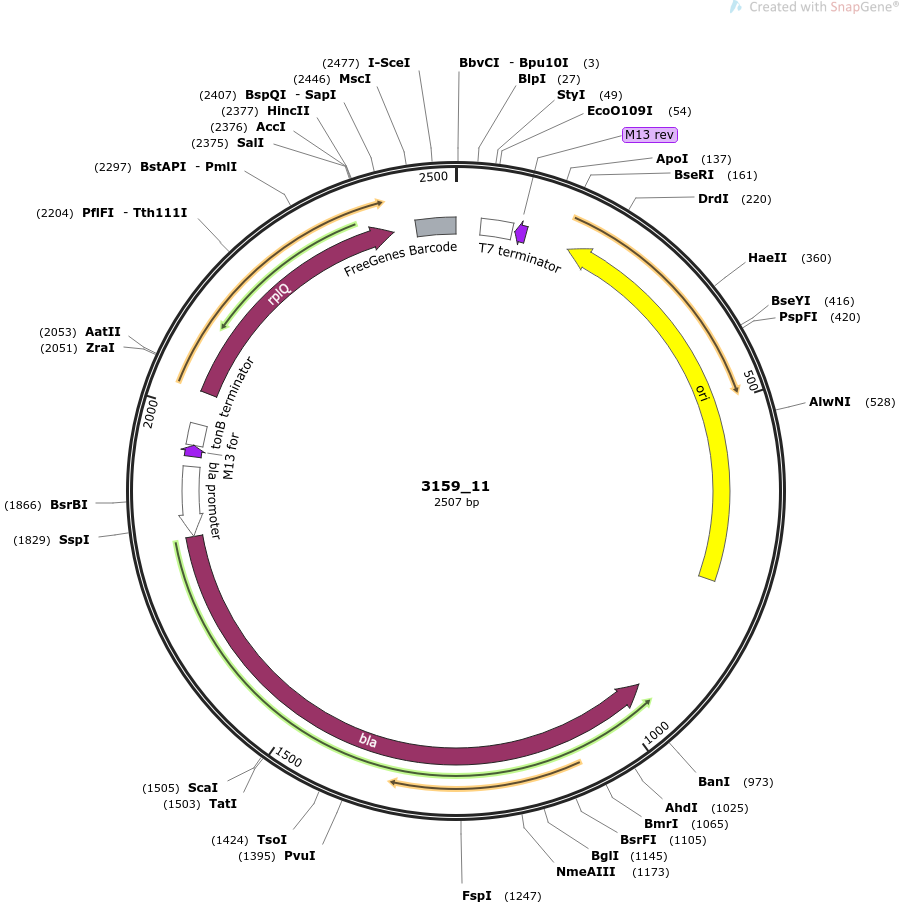 Created with SnapGene®
(2477) I-SceI
(2446) MscI
(2407) BspQI - SapI
(2377) HincII
(2376) AccI
(2375) SalI
(2297) BstAPI - PmlI
(2204) PflFI - Tth111I
(2053) AatII
(2051) ZraI
(1866) BsrBI
(1829) SspI
(1505) ScaI
(1503) TatI
(1424) TsoI
(1395) PvuI
BbvCI - Bpu10I (3)
BlpI (27)
StyI (49)
EcoO109I (54)
M13 rev
ApoI (137)
BseRI (161)
DrdI (220)
HaeII (360)
BseYI (416)
PspFI (420)
AlwNI (528)
BanI (973)
AhdI (1025)
BmrI (1065)
BsrFI (1105)
BglI (1145)
NmeAIII (1173)
FspI (1247)
2500
500
1000
1500
2000
FreeGenes Barcode
T7 terminator
rplQ
ori
tonB terminator
M13 for
bla promoter
bla
3159_11
2507 bp